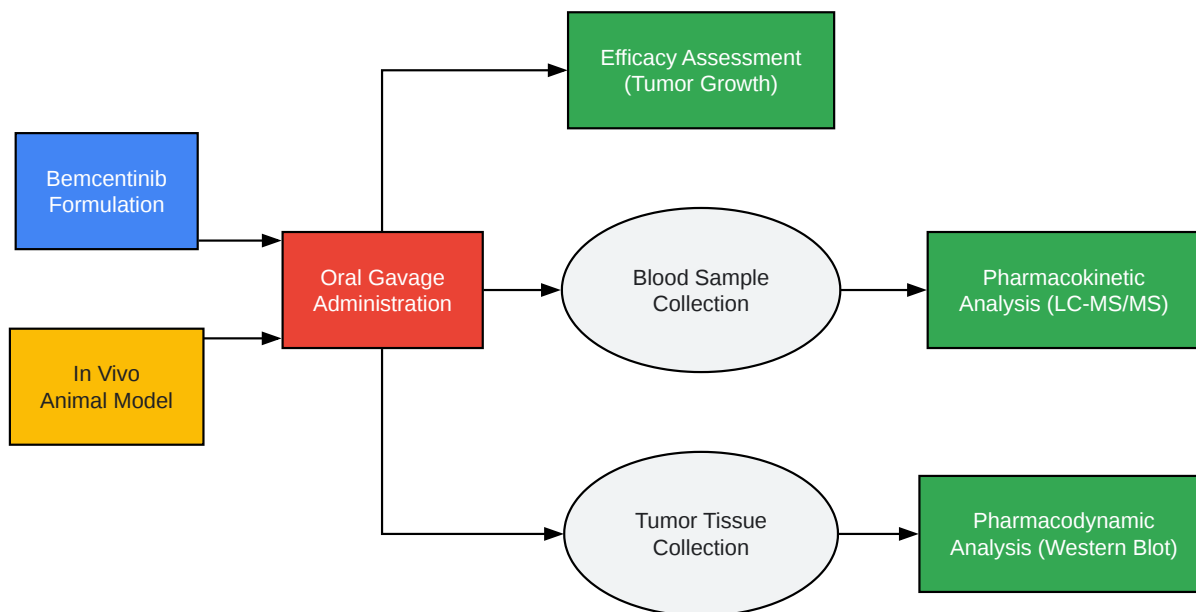 Efficacy Assessment
(Tumor Growth)
Bemcentinib
Formulation
Oral Gavage
Administration
Blood Sample
Collection
Pharmacokinetic
Analysis (LC-MS/MS)
In Vivo
Animal Model
Tumor Tissue
Collection
Pharmacodynamic
Analysis (Western Blot)